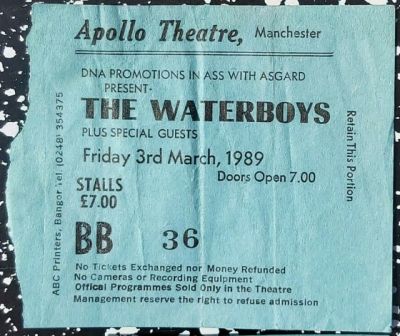 Apollo Theatre, Manchester
DNA PROMOTIONS IN ASS WITH ASGARD
PRESENT-
THE WATERBOYS
PLUS SPECIAL GUESTS
Friday 3rd March, 1989
Doors Open 7.00
STALLS
£7.00
BB 36
No Tickets Exchanged nor Money Refunded
No Cameras or Recording Equipment
Offical Programmes Sold Only in the Theatre
Management reserve the right to refuse admission
ABC Printers, Bangor Tel. (0248) 354375
Retain This Portion